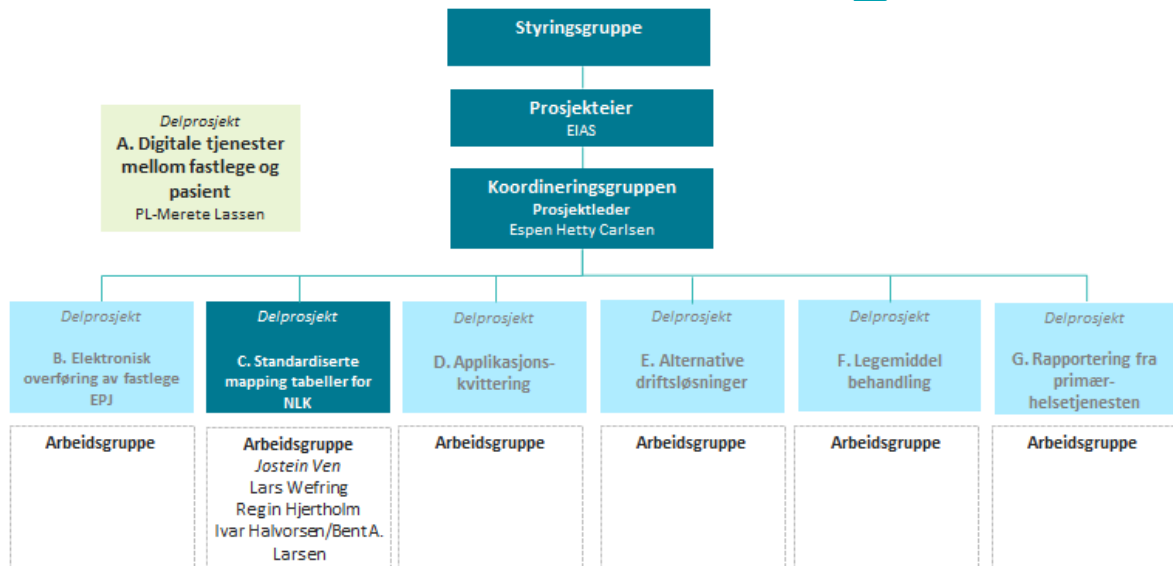 Styringsgruppe
Prosjekteier
EIAS
Delprosjekt
A. Digitale tjenester
mellom fastlege og
pasient
PL-Merete Lassen
Koordineringsgruppen
Prosjektleder
Espen Hetty Carlsen
Delprosjekt
B. Elektronisk
overføring av fastlege
EPJ
Delprosjekt
C. Standardiserte
mapping tabeller for
NLK
Delprosjekt
D. Applikasjons-
kvittering
Delprosjekt
E. Alternative
driftsløsninger
Delprosjekt
F. Legemiddel
behandling
Delprosjekt
G. Rapportering fra
primær-
helsetjenesten
Arbeidsgruppe
Arbeidsgruppe
Jostein Ven
Lars Wefring
Regin Hjertholm
Ivar Halvorsen/Bent A.
Larsen
Arbeidsgruppe
Arbeidsgruppe
Arbeidsgruppe
Arbeidsgruppe